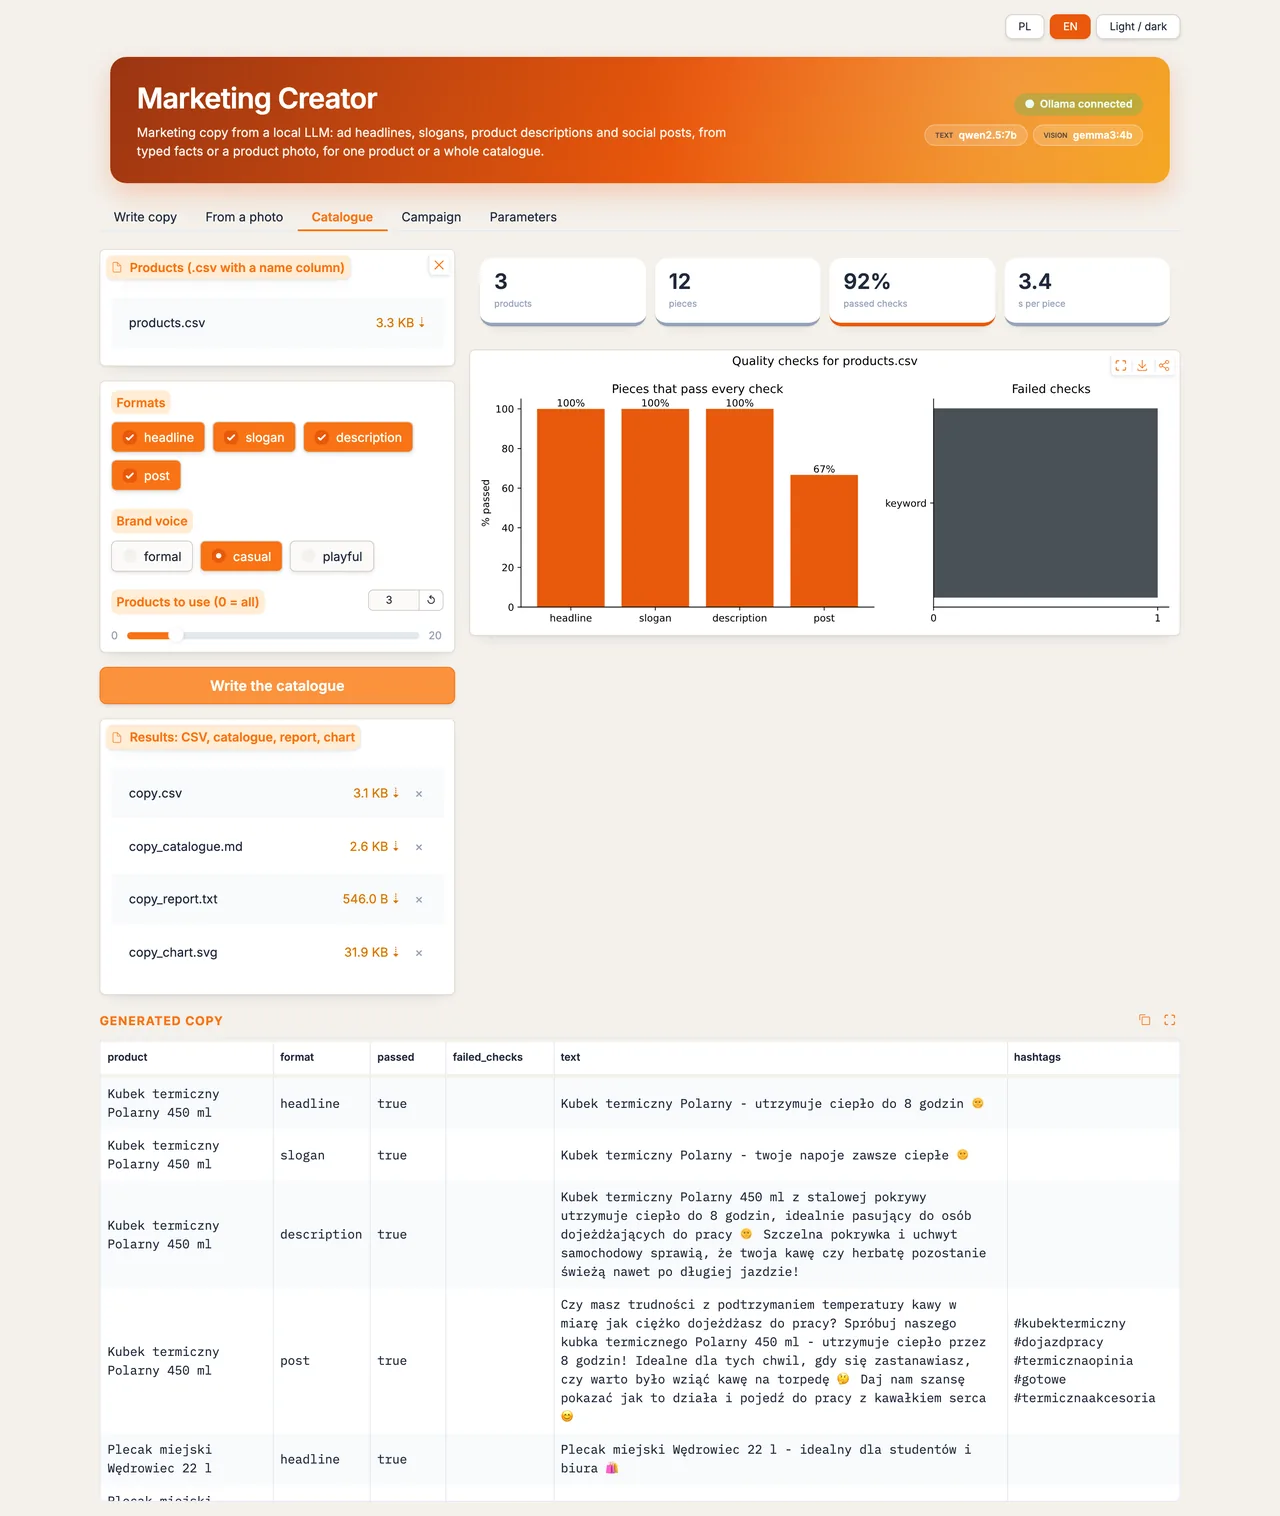 PL
EN
Light / dark
Marketing Creator
Marketing copy from a local LLM: ad headlines, slogans, product descriptions and social posts, from
typed facts or a product photo, for one product or a whole catalogue.
Ollama connected
TEXT qwen2.5:7b
VISION gemma3:4b
Write copy
From a photo
Catalogue
Campaign
Parameters
Products (.csv with a name column)
products.csv
3.3 KB ↓
Formats
headline
slogan
description
post
Brand voice
formal
casual
playful
Products to use (0 = all)
3
0
20
Write the catalogue
Results: CSV, catalogue, report, chart
copy.csv
3.1 KB ↓
copy_catalogue.md
2.6 KB ↓
copy_report.txt
546.0 B ↓
copy_chart.svg
31.9 KB ↓
3
products
12
pieces
92%
passed checks
3.4
s per piece
Quality checks for products.csv
Pieces that pass every check
% passed
100
80
60
40
20
0
100%
100%
100%
67%
headline
slogan
description
post
Failed checks
keyword
0
1
GENERATED COPY
product
format
passed
failed_checks
text
hashtags
Kubek termiczny
Polarny 450 ml
headline
true
Kubek termiczny Polarny - utrzymuje ciepło do 8 godzin
Kubek termiczny
Polarny 450 ml
slogan
true
Kubek termiczny Polarny - twoje napoje zawsze ciepłe
Kubek termiczny
Polarny 450 ml
description
true
Kubek termiczny Polarny 450 ml z stalowej pokrywy
utrzymuje ciepło do 8 godzin, idealnie pasujący do osób
dojeżdżających do pracy 😊 Szczelna pokrywka i uchwyt
samochodowy sprawią, że twoja kawę czy herbatę pozostanie
świeżą nawet po długiej jazdzie!
Kubek termiczny
Polarny 450 ml
post
true
Czy masz trudności z podtrzymaniem temperatury kawy w
miarę jak ciężko dojeżdżasz do pracy? Spróbuj naszego
kubka termicznego Polarny 450 ml - utrzymuje ciepło przez
8 godzin! Idealne dla tych chwil, gdy się zastanawiasz,
czy warto było wziąć kawę na torpedę 🤔 Daj nam szansę
pokazać jak to działa i pojedź do pracy z kawałkiem serca
😊
#kubektermiczny
#dojazdpracy
#termicznaopinia
#gotowe
#termicznaakcesoria
Plecak miejski
Wędrowiec 22 l
headline
true
Plecak miejski Wędrowiec 22 l - idealny dla studentów i
biura 🛍️